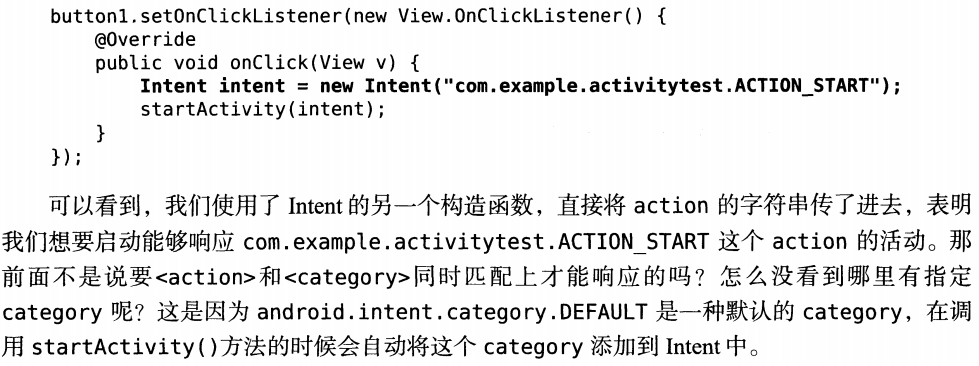 button1.setOnClickListener(new View.OnClickListener() {
    @Override
    public void onClick(View v) {
        Intent intent = new Intent("com.example.activitytest.ACTION_START");
        startActivity(intent);
    }
});
可以看到，我们使用了 Intent 的另一个构造函数，直接将 action 的字符串传了进去，表明
我们想要启动能够响应 com.example.activitytest.ACTION_START 这个 action 的活动。那
前面不是说要<action>和<category>同时匹配上才能响应的吗？怎么没看到哪里有指定
category 呢？这是因为 android.intent.category.DEFAULT 是一种默认的 category，在调
用 startActivity()方法的时候会自动将这个 category 添加到 Intent 中。